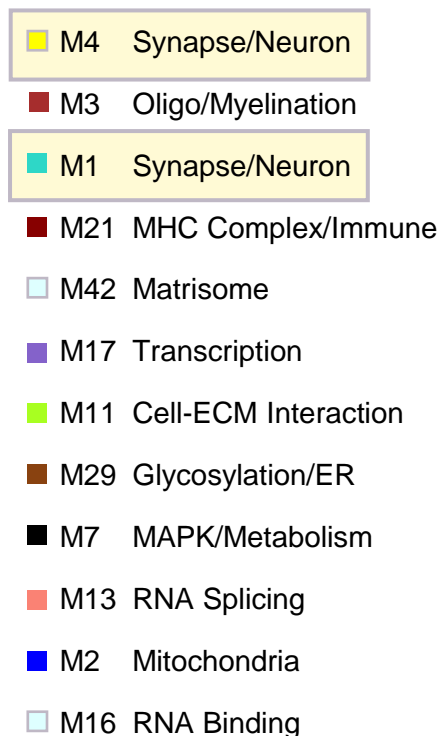 M4 Synapse/Neuron
M3 Oligo/Myelination
M1 Synapse/Neuron
M21 MHC Complex/Immune
M42 Matrisome
M17 Transcription
M11 Cell-ECM Interaction
M29 Glycosylation/ER
M7 MAPK/Metabolism
M13 RNA Splicing
M2 Mitochondria
M16 RNA Binding